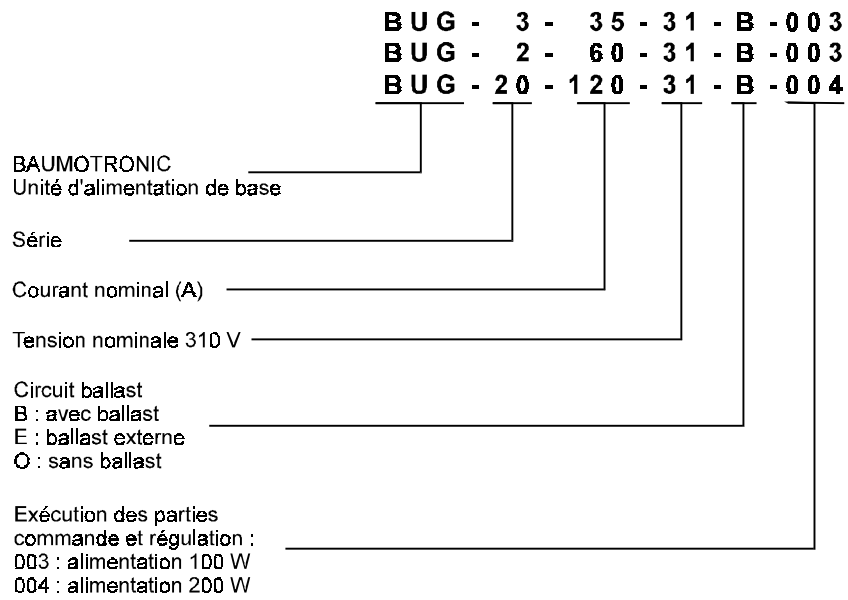 BUG - 3 - 35 - 31 - B - 003
BUG - 2 - 60 - 31 - B - 003
BUG - 20 - 120 - 31 - B - 004
BAUMOTRONIC
Unité d'alimentation de base
Série
Courant nominal (A)
Tension nominale 310 V
Circuit ballast
B : avec ballast
E : ballast externe
O : sans ballast
Exécution des parties
commande et régulation :
003 : alimentation 100 W
004 : alimentation 200 W